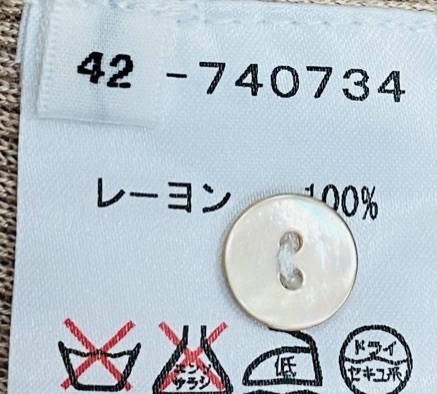 42 -740734
レーヨン 100%
エンソ
サラシ
低
ドライ
セキユ系